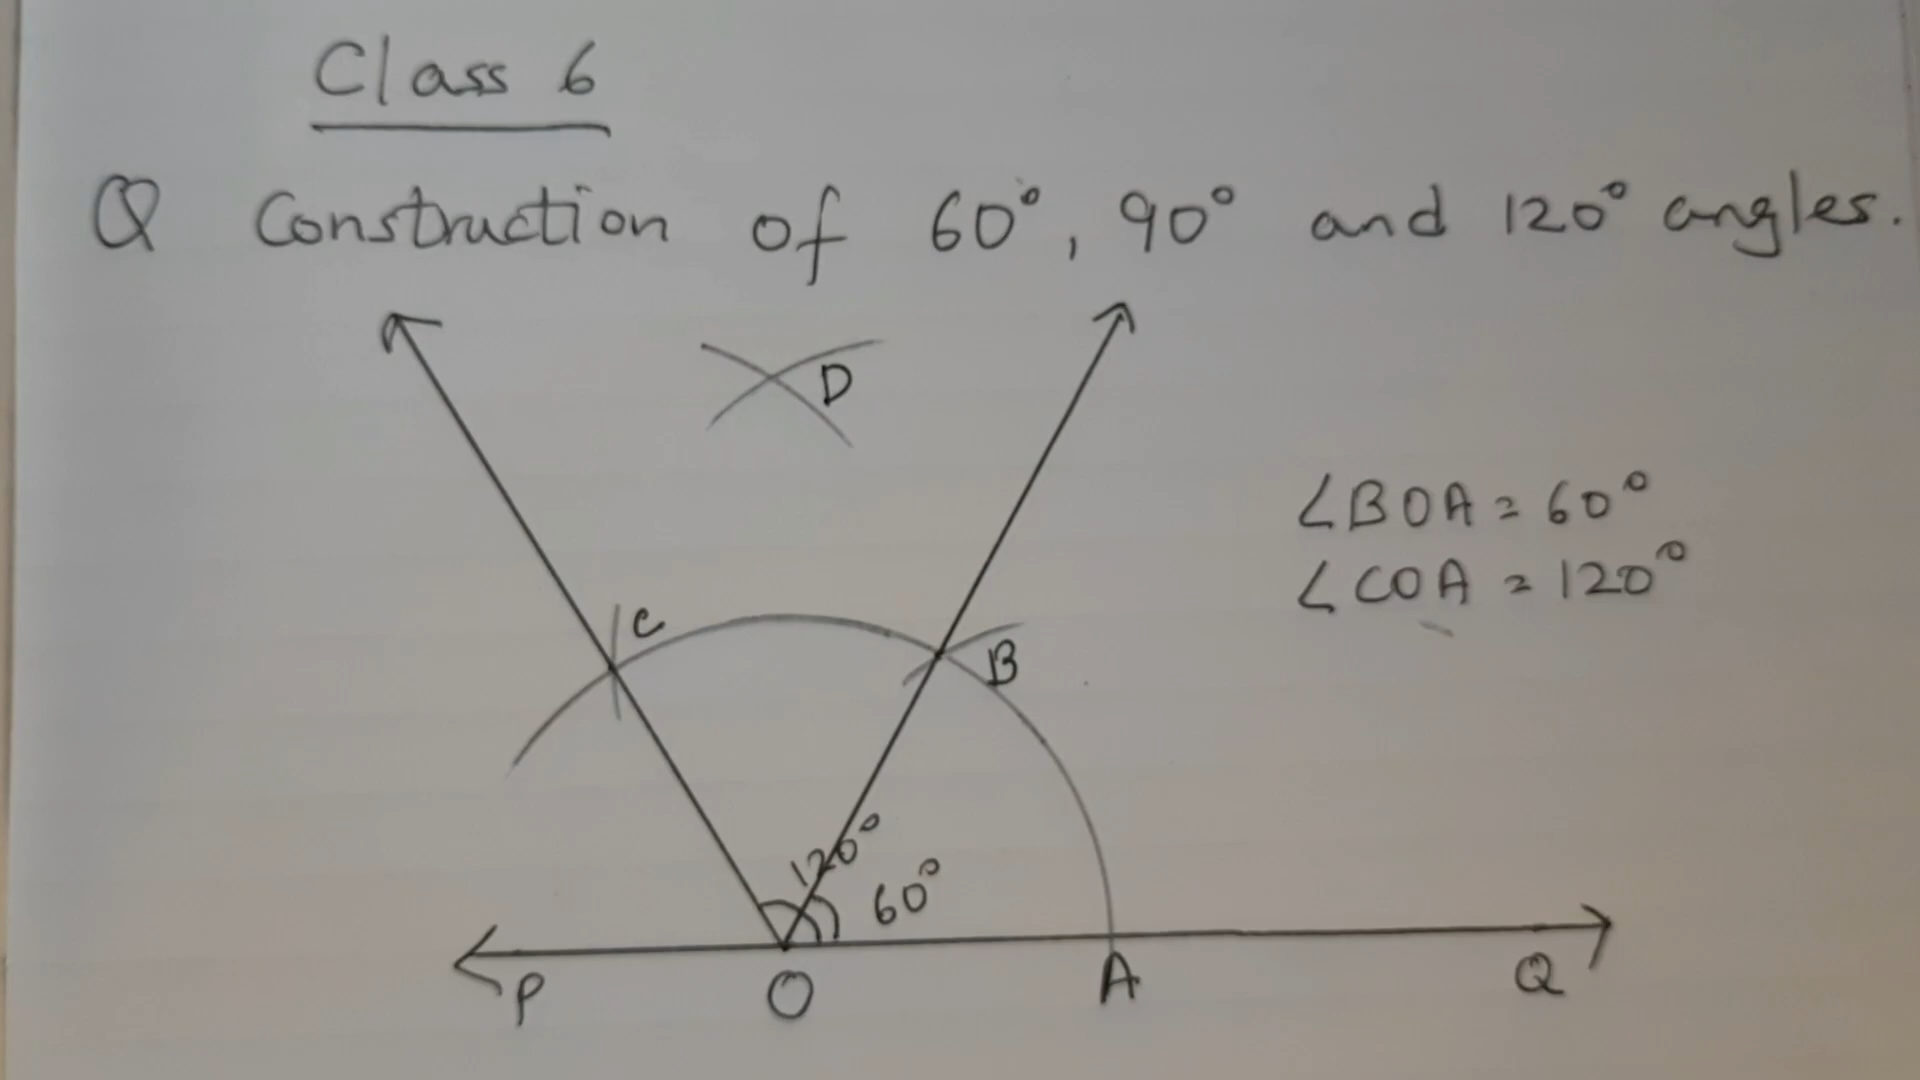 Class 6
Q Construction of 60°, 90° and 120° angles.
D
∠BOA = 60°
∠COA = 120°
C
B
120°
60°
P
O
A
Q